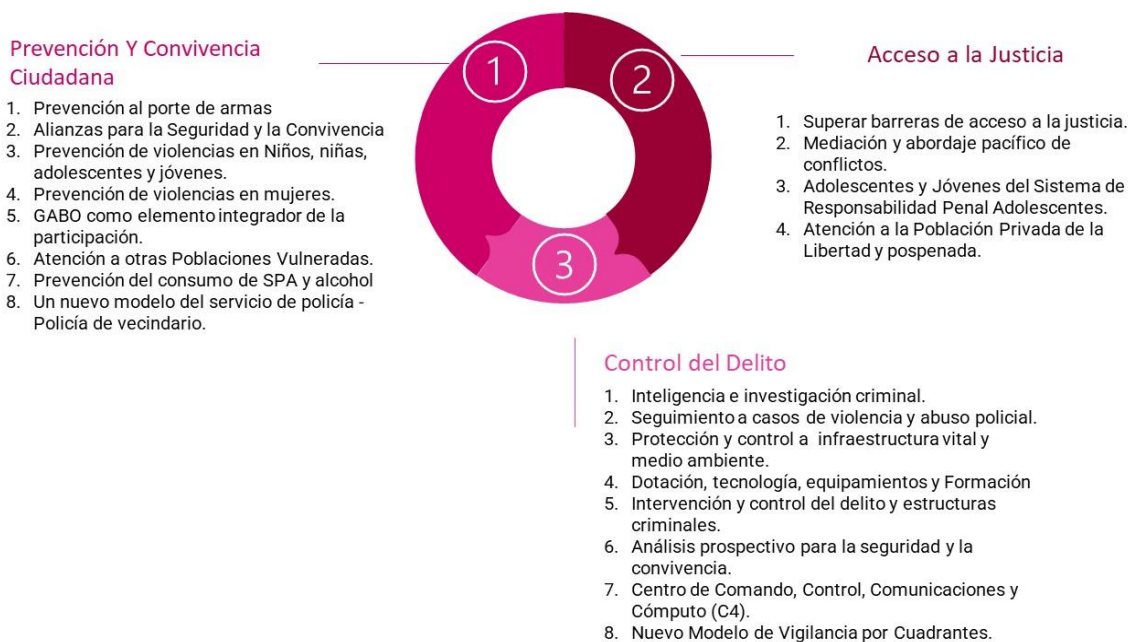 Prevención Y Convivencia
Ciudadana
1. Prevención al porte de armas
2. Alianzas para la Seguridad y la Convivencia
3. Prevención de violencias en Niños, niñas,
adolescentes y jóvenes.
4. Prevención de violencias en mujeres.
5. GABO como elemento integrador de la
participación.
6. Atención a otras Poblaciones Vulneradas.
7. Prevención del consumo de SPA y alcohol
8. Un nuevo modelo del servicio de policía -
Policía de vecindario.
1
2
3
Acceso a la Justicia
1. Superar barreras de acceso a la justicia.
2. Mediación y abordaje pacífico de
conflictos.
3. Adolescentes y Jóvenes del Sistema de
Responsabilidad Penal Adolescentes.
4. Atención a la Población Privada de la
Libertad y pospenada.
Control del Delito
1. Inteligencia e investigación criminal.
2. Seguimiento a casos de violencia y abuso policial.
3. Protección y control a infraestructura vital y
medio ambiente.
4. Dotación, tecnología, equipamientos y Formación
5. Intervención y control del delito y estructuras
criminales.
6. Análisis prospectivo para la seguridad y la
convivencia.
7. Centro de Comando, Control, Comunicaciones y
Cómputo (C4).
8. Nuevo Modelo de Vigilancia por Cuadrantes.